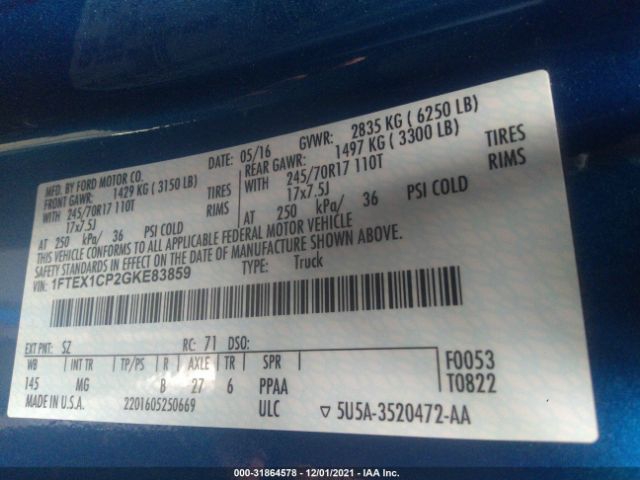 MFD. BY FORD MOTOR CO.
DATE: 05/16 GVWR: 2835 KG ( 6250 LB)
FRONT GAWR: 1429 KG ( 3150 LB)
REAR GAWR: 1497 KG ( 3300 LB)
WITH 245/70R17 110T TIRES
WITH 245/70R17 110T TIRES
17x7.5J RIMS
17x7.5J RIMS
AT 250 kPa/ 36 PSI COLD
AT 250 kPa/ 36 PSI COLD
THIS VEHICLE CONFORMS TO ALL APPLICABLE FEDERAL MOTOR VEHICLE
SAFETY STANDARDS IN EFFECT ON THE DATE OF MANUFACTURE SHOWN ABOVE.
VIN: 1FTEX1CP2GKE83859 TYPE: Truck
EXT PNT: SZ RC: 71 DSO:
WB INT TR TP/PS R AXLE TR SPR
145 MG B 27 6 PPAA
F0053
T0822
MADE IN U.S.A. 2201605250669 ULC ▽ 5U5A-3520472-AA
000-31864578 - 12/01/2021 - IAA Inc.